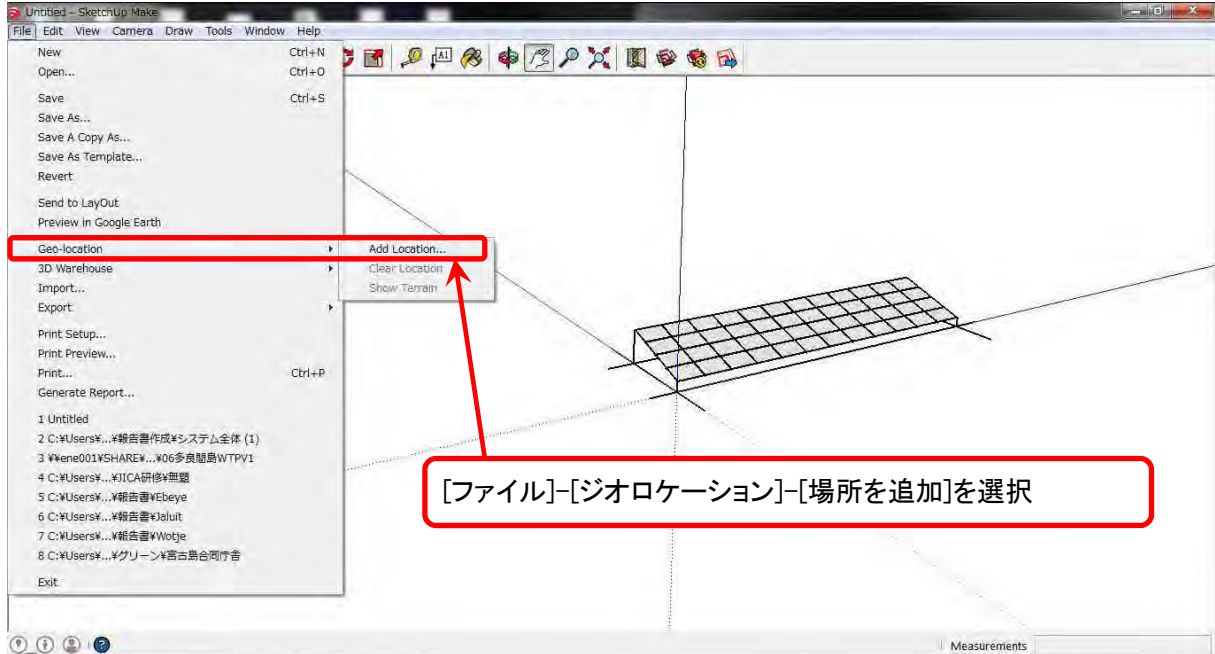 Untitled - SketchUp Make
File Edit View Camera Draw Tools Window Help
New Ctrl+N
Open... Ctrl+O
Save Ctrl+S
Save As...
Save A Copy As...
Save As Template...
Revert
Send to LayOut
Preview in Google Earth
Geo-location
Add Location...
3D Warehouse
Clear Location
Import...
Show Terrain
Export
Print Setup...
Print Preview...
Print... Ctrl+P
Generate Report...
1 Untitled
2 C:¥Users¥...¥報告書作成¥システム全体 (1)
3 ¥¥ene001¥SHARE¥...¥06多良間島WTPV1
4 C:¥Users¥...¥JICA研修¥無題
5 C:¥Users¥...¥報告書¥Ebeye
6 C:¥Users¥...¥報告書¥Jaluit
7 C:¥Users¥...¥報告書¥Wotje
8 C:¥Users¥...¥グリーン¥宮古島合同庁舎
Exit
A1
[ファイル]-[ジオロケーション]-[場所を追加]を選択
Measurements